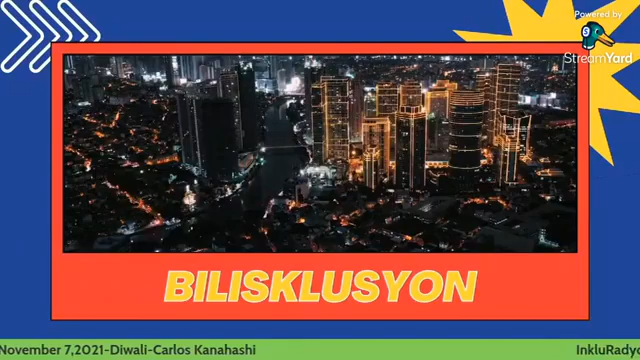 Powered by
StreamYard
BILISKLUSYON
November 7,2021-Diwali-Carlos Kanahashi
InkluRadyo